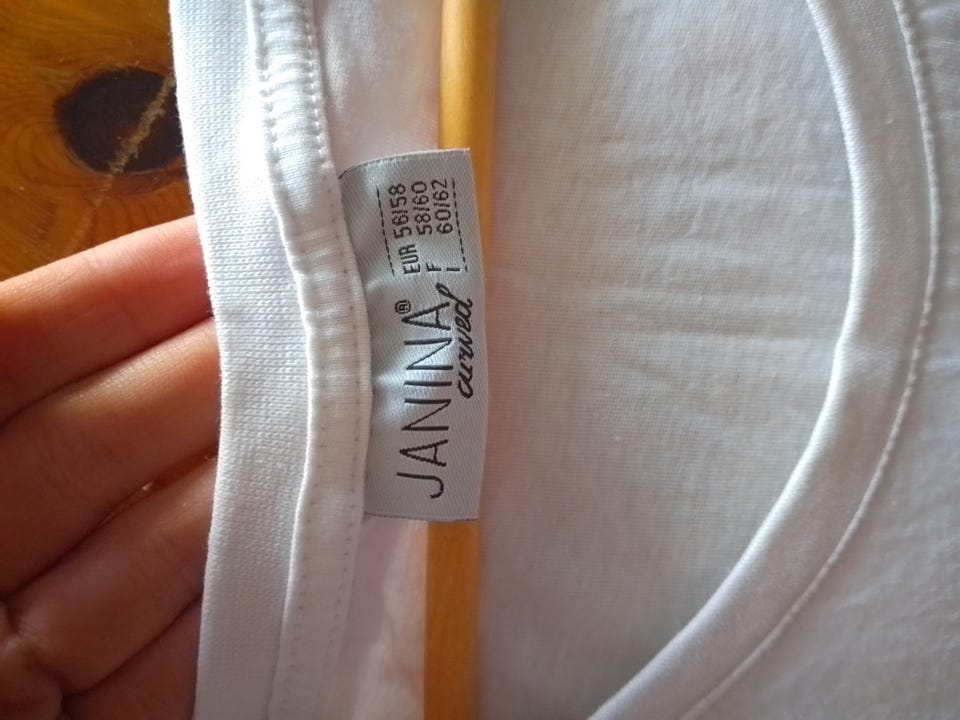 JANINA®
curved
EUR 56/58
F 58/60
I 60/62